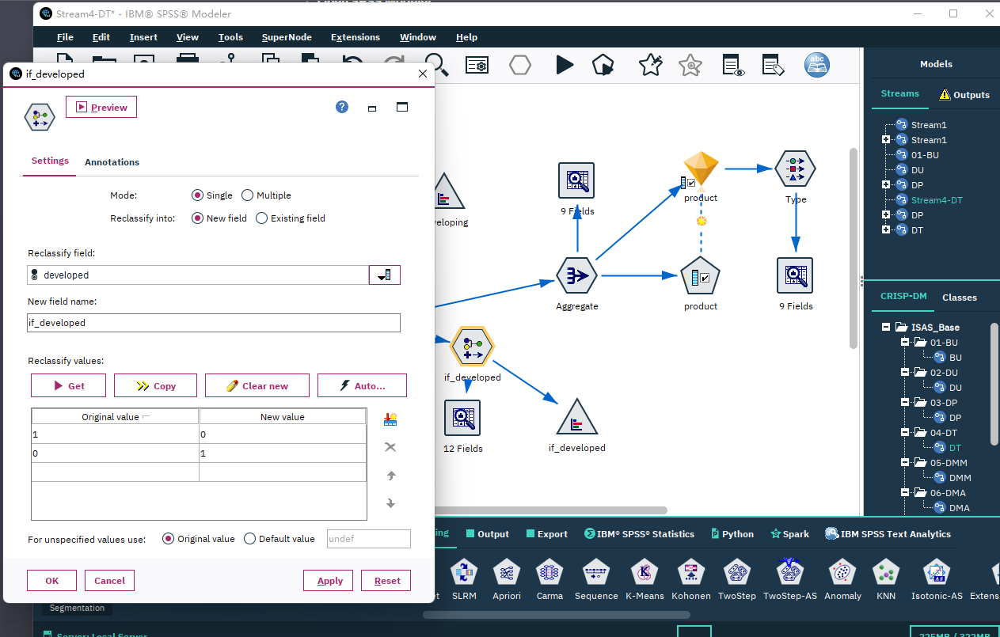 Stream4-DT* - IBM® SPSS® Modeler
File Edit Insert View Tools SuperNode Extensions Window Help
if_developed
Preview
Settings Annotations
Mode: Single Multiple
Reclassify into: New field Existing field
Reclassify field:
developed
New field name:
if_developed
Reclassify values:
Get Copy Clear new Auto...
Original value New value
1 0
0 1
For unspecified values use: Original value Default value undef
OK Cancel Apply Reset
abc
9 Fields
product
Type
veloping
Aggregate
product
9 Fields
if_developed
12 Fields
if_developed
Models
Streams Outputs
Stream1
Stream1
01-BU
DU
DP
Stream4-DT
DP
DT
CRISP-DM Classes
ISAS_Base
01-BU
BU
02-DU
DU
03-DP
DP
04-DT
DT
05-DMM
DMM
06-DMA
DMA
ing Output Export IBM® SPSS® Statistics Python Spark IBM SPSS Text Analytics
et SLRM Apriori Carma Sequence K-Means Kohonen TwoStep TwoStep-AS Anomaly KNN Isotonic-AS Extens
Segmentation
Server: Local Server
225MB / 322MB